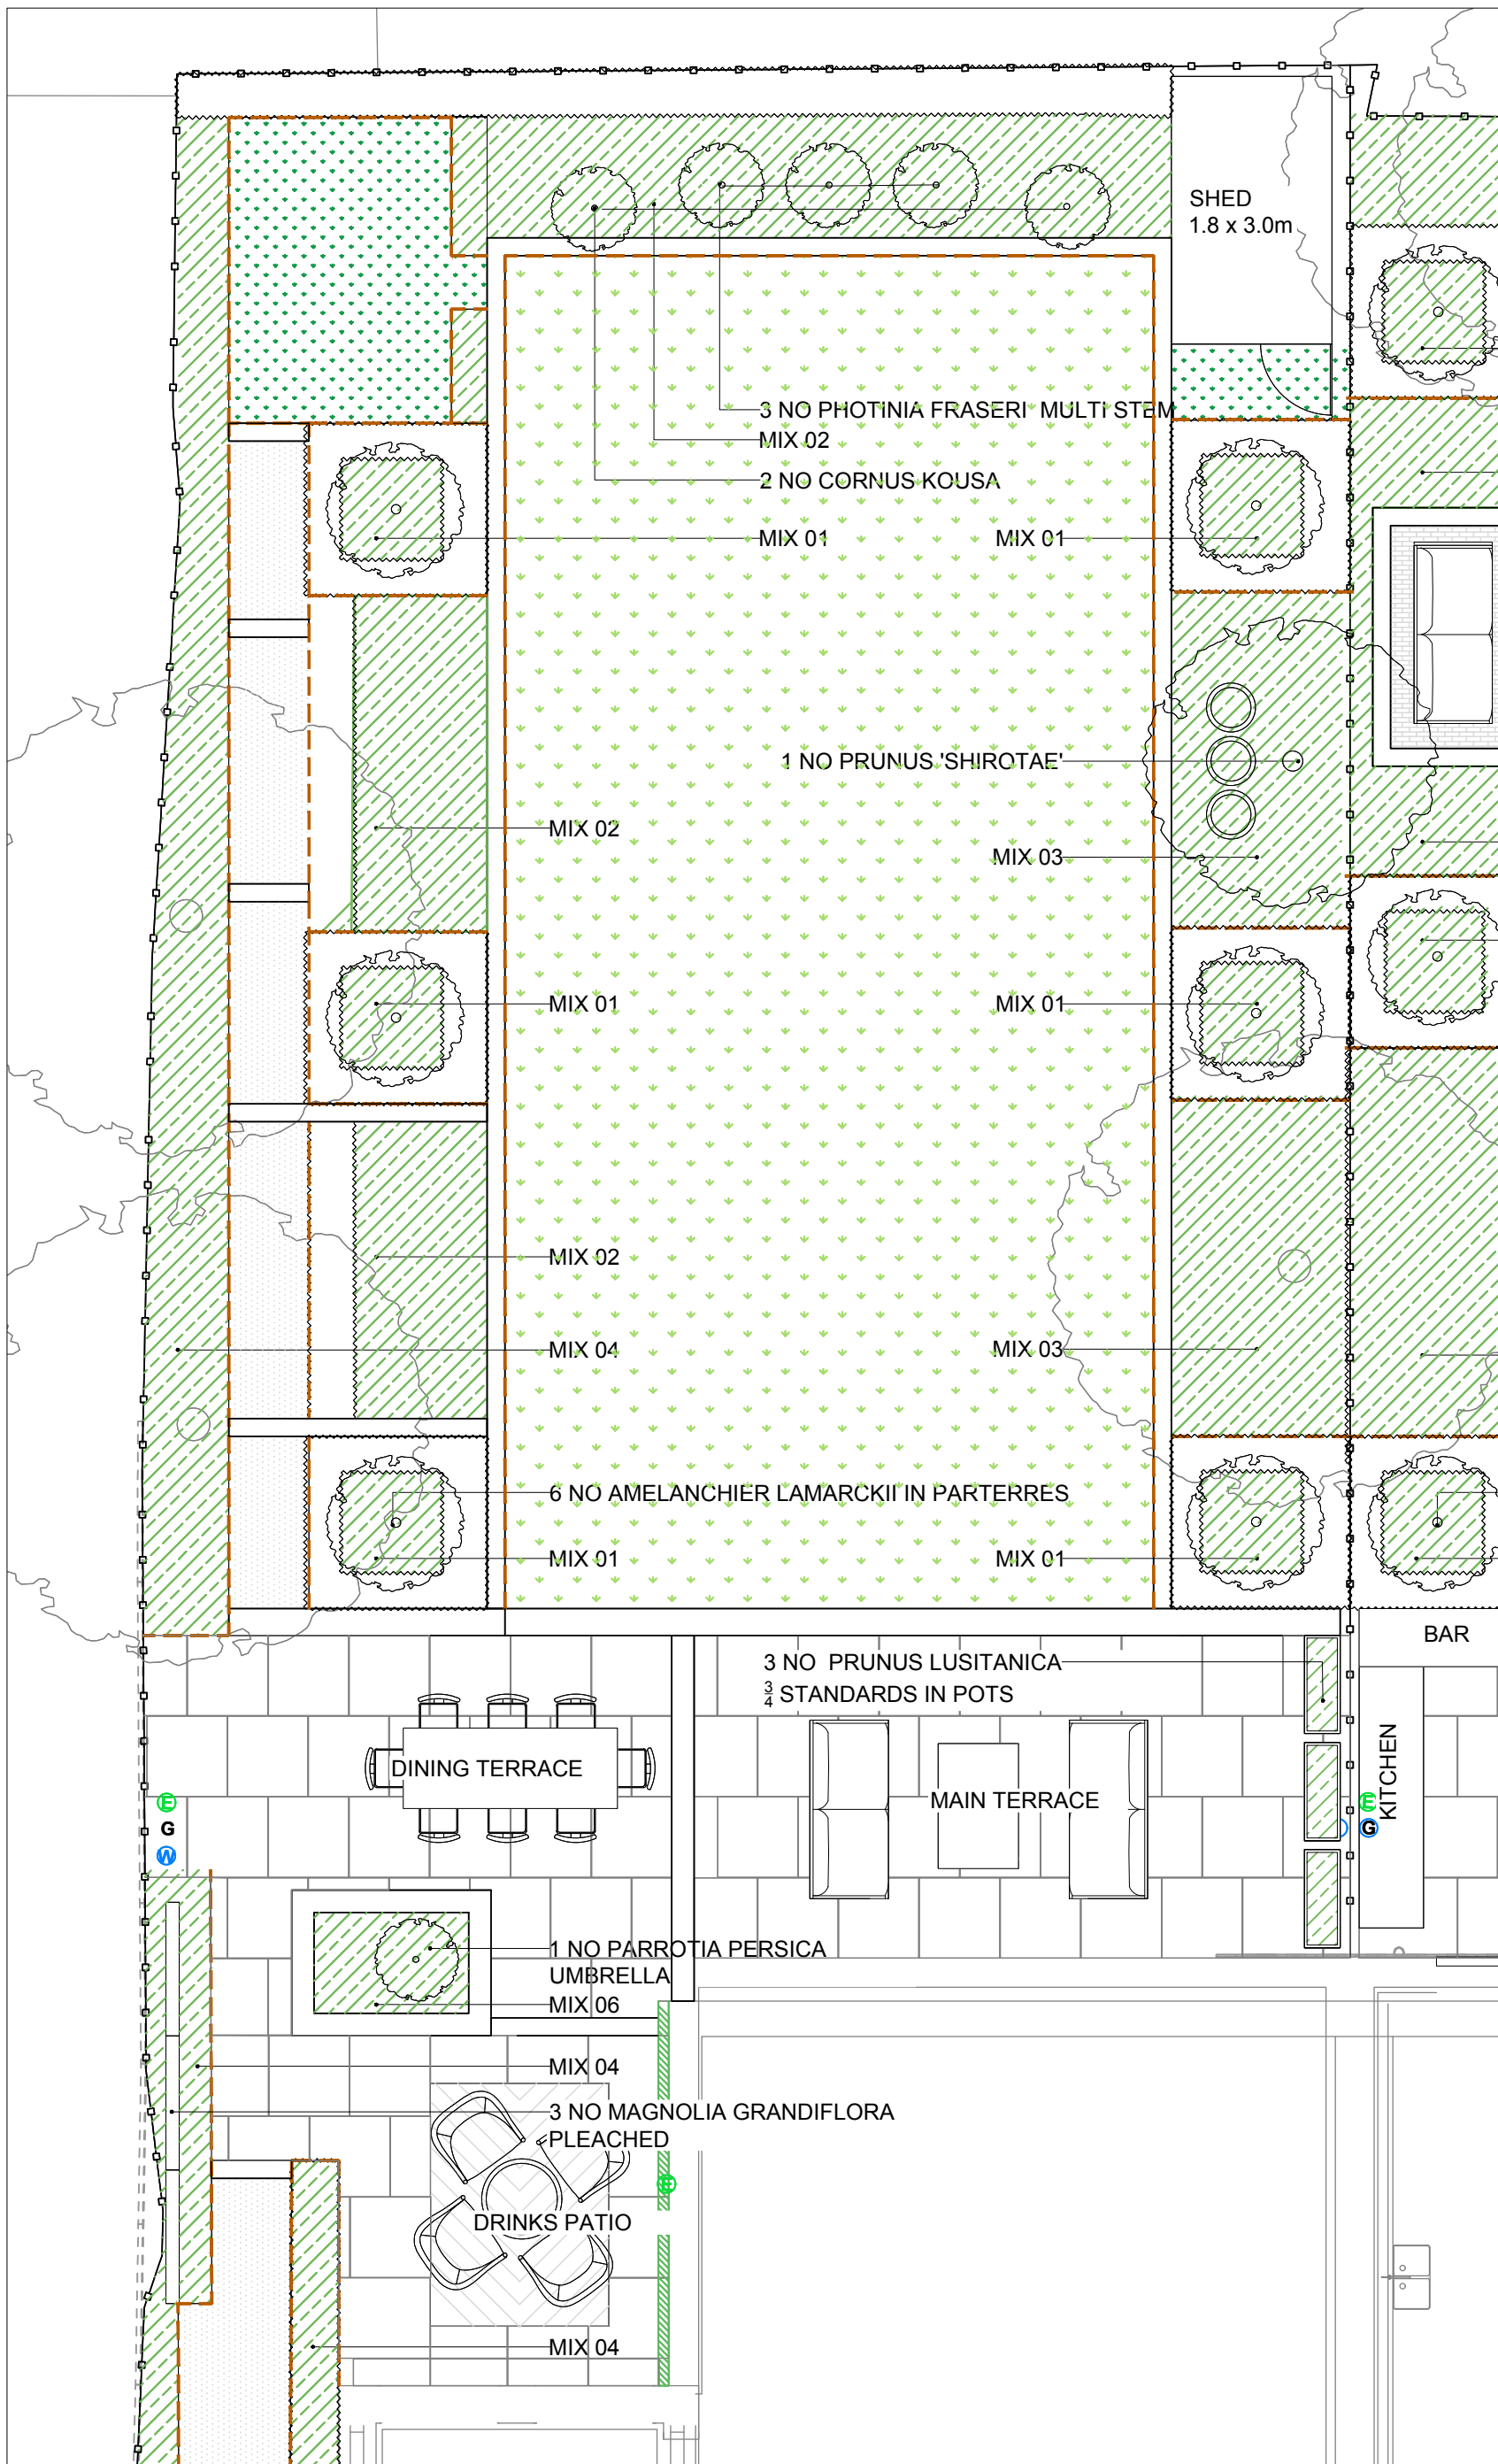 SHED
1.8 x 3.0m
3 NO PHOTINIA FRASERI MULTI STEM
MIX 02
2 NO CORNUS KOUSA
MIX 01
MIX 01
1 NO PRUNUS 'SHIROTAE'
MIX 02
MIX 03
MIX 01
MIX 01
MIX 02
MIX 04
MIX 03
6 NO AMELANCHIER LAMARCKII IN PARTERRES
MIX 01
MIX 01
BAR
3 NO PRUNUS LUSITANICA
3/4 STANDARDS IN POTS
DINING TERRACE
MAIN TERRACE
KITCHEN
E
G
W
E
G
1 NO PARROTIA PERSICA
UMBRELLA
MIX 06
MIX 04
3 NO MAGNOLIA GRANDIFLORA
PLEACHED
E
DRINKS PATIO
MIX 04